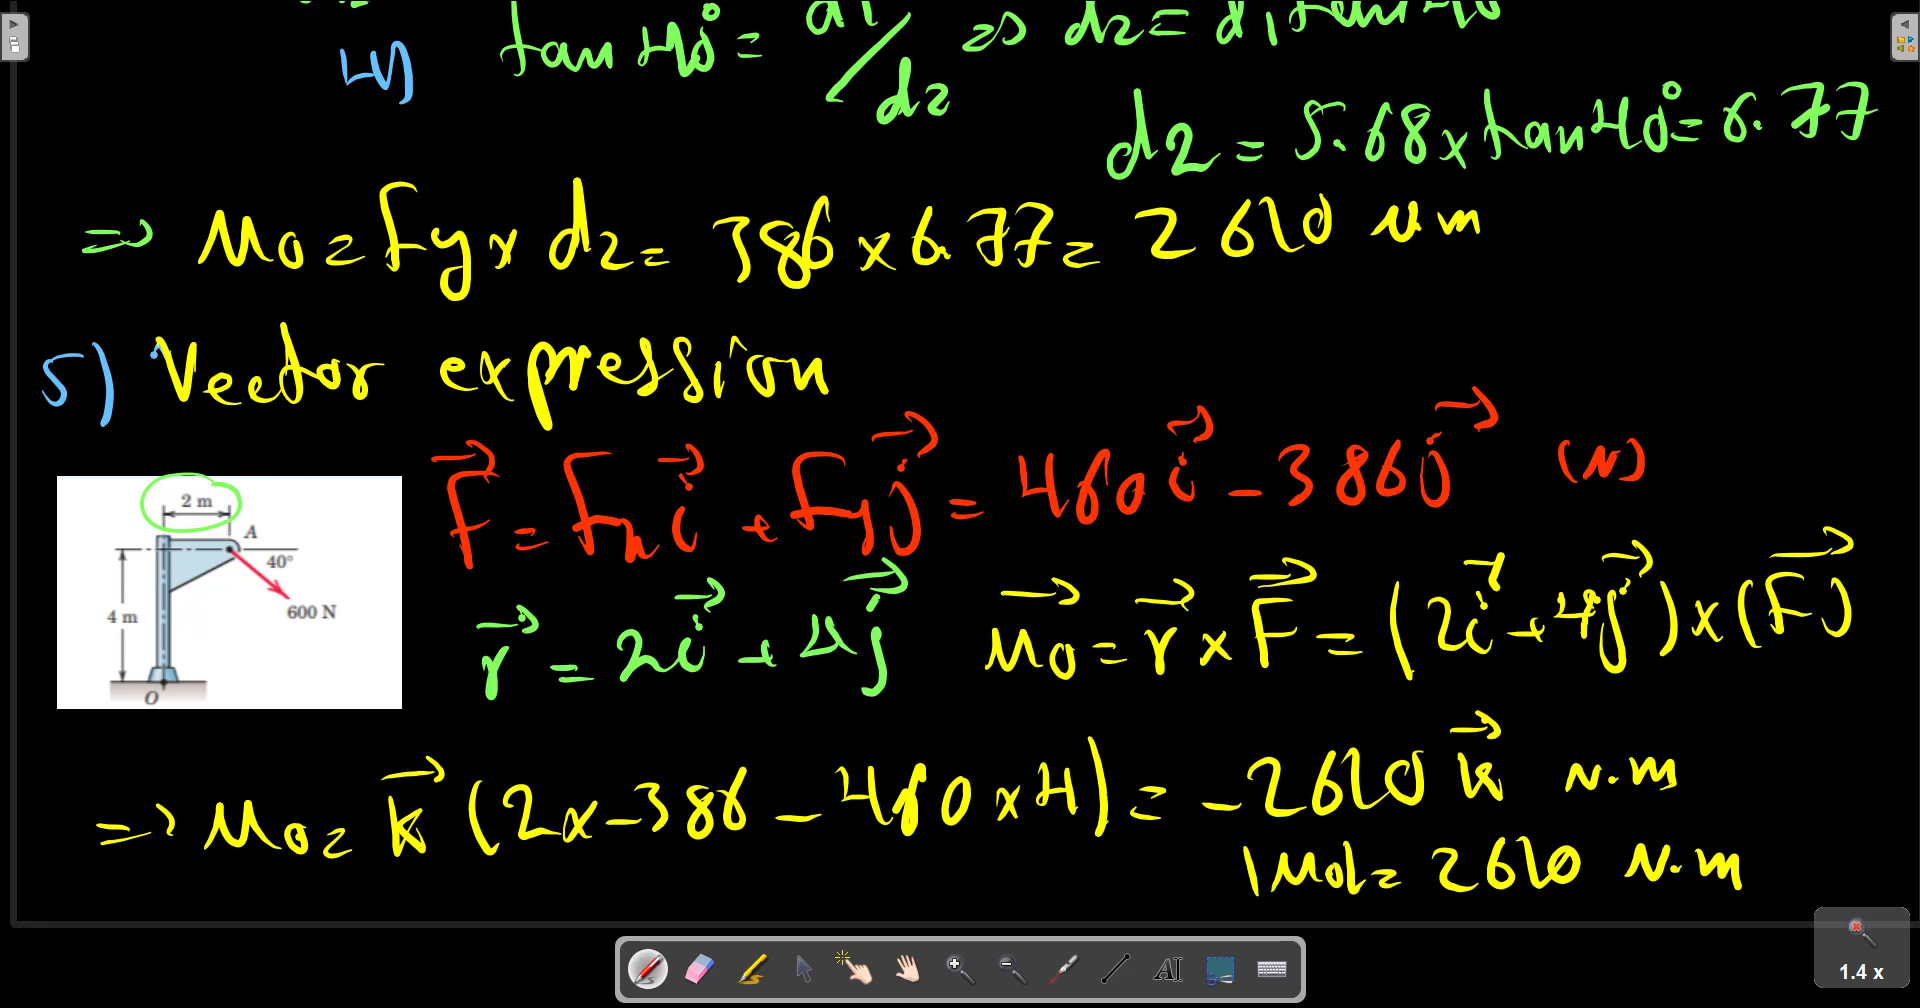 4)
tan 40° = d1/d2 => d2 = d1 tan 40
d2 = 5.68 x tan 40° = 6.77
=> Mo = Fy x d2 = 386 x 6.77 = 2610 N.m
5) Vector expression
F = Fx i + Fy j = 460 i - 386 j (N)
2 m
A
40°
600 N
4 m
O
r = 2i + 4j
Mo = r x F = (2i + 4j) x (F)
=> Mo = k (2x-386 - 460 x 4) = -2610 k N.m
|Mo| = 2610 N.m
1.4 x